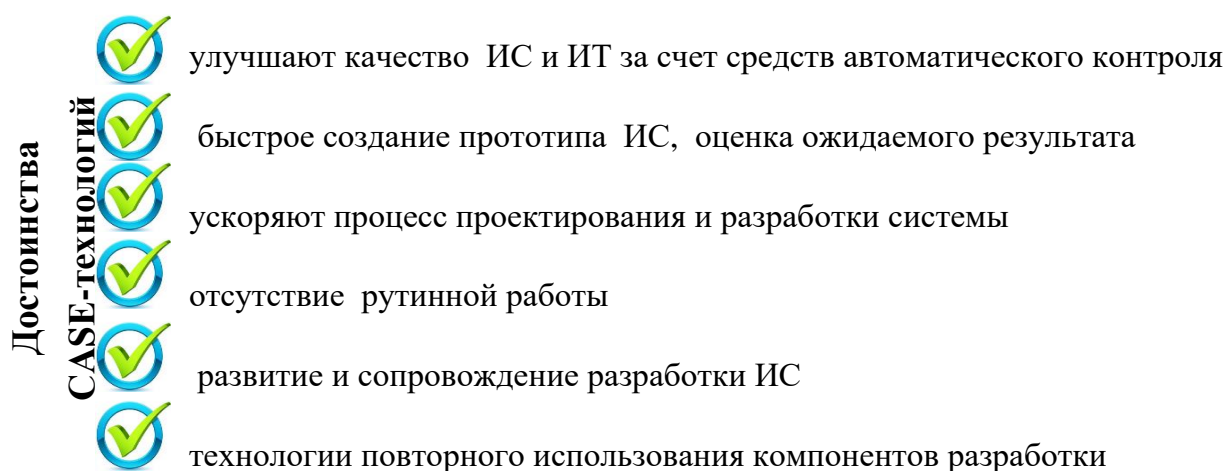 Достоинства
CASE-технологий
улучшают качество ИС и ИТ за счет средств автоматического контроля
быстрое создание прототипа ИС, оценка ожидаемого результата
ускоряют процесс проектирования и разработки системы
отсутствие рутинной работы
развитие и сопровождение разработки ИС
технологии повторного использования компонентов разработки